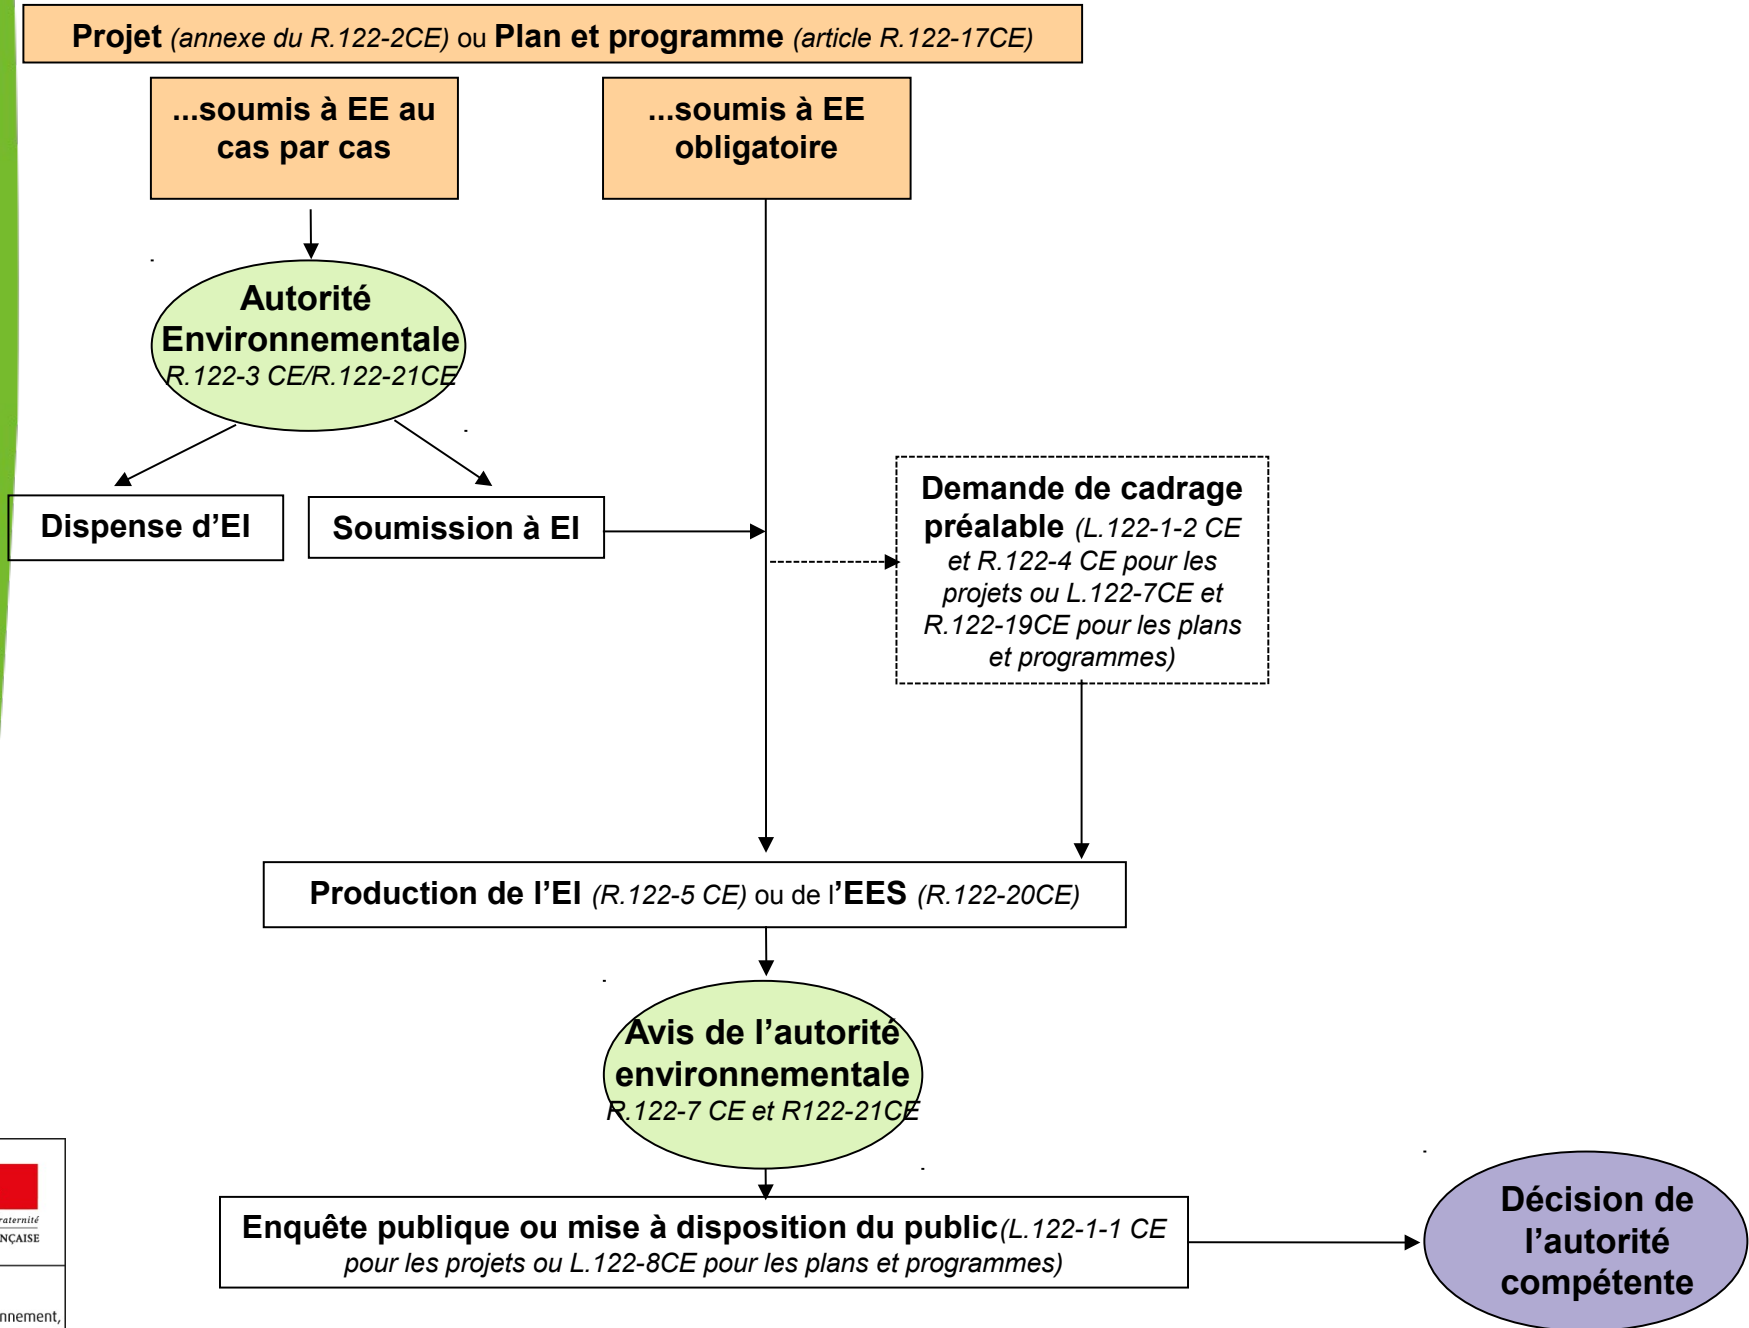 Projet (annexe du R.122-2CE) ou Plan et programme (article R.122-17CE)
...soumis à EE au
cas par cas
...soumis à EE
obligatoire
Autorité
Environnementale
R.122-3 CE/R.122-21CE
Dispense d’EI
Soumission à EI
Demande de cadrage
préalable (L.122-1-2 CE
et R.122-4 CE pour les
projets ou L.122-7CE et
R.122-19CE pour les plans
et programmes)
Production de l’EI (R.122-5 CE) ou de l’EES (R.122-20CE)
Avis de l’autorité
environnementale
R.122-7 CE et R122-21CE
Enquête publique ou mise à disposition du public(L.122-1-1 CE
pour les projets ou L.122-8CE pour les plans et programmes)
Décision de
l’autorité
compétente
raternité
NÇAISE
nnement,